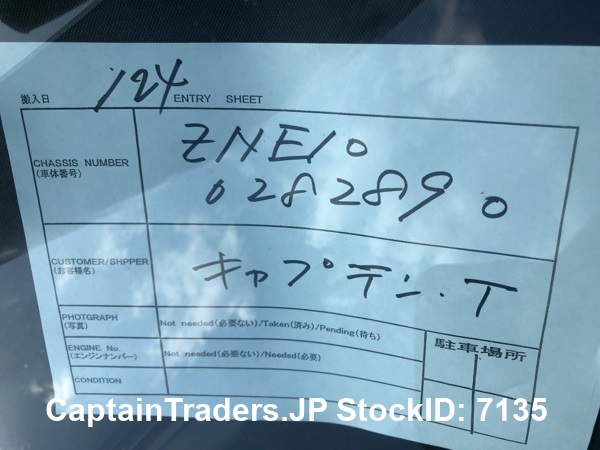 搬入日 124 ENTRY SHEET
CHASSIS NUMBER
(車体番号)
ZNE10
0282890
CUSTOMER/SHPPER
(お客様名)
キャプテン.T
PHOTGRAPH
(写真)
Not needed(必要ない)/Taken(済み)/Pending(待ち)
駐車場所
ENGINE No.
(エンジンナンバー)
Not needed(必要ない)/Needed(必要)
CONDITION
CaptainTraders.JP StockID: 7135